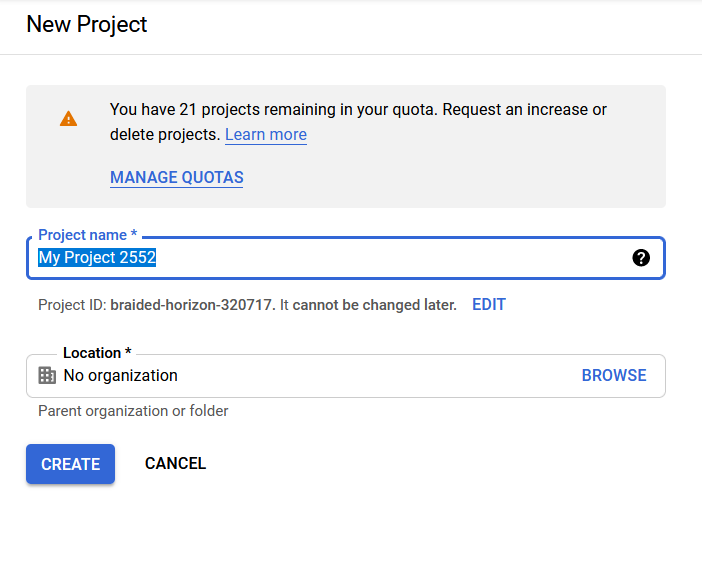 New Project
You have 21 projects remaining in your quota. Request an increase or
delete projects. Learn more
MANAGE QUOTAS
Project name *
My Project 2552
Project ID: braided-horizon-320717. It cannot be changed later. EDIT
Location *
No organization BROWSE
Parent organization or folder
CREATE CANCEL